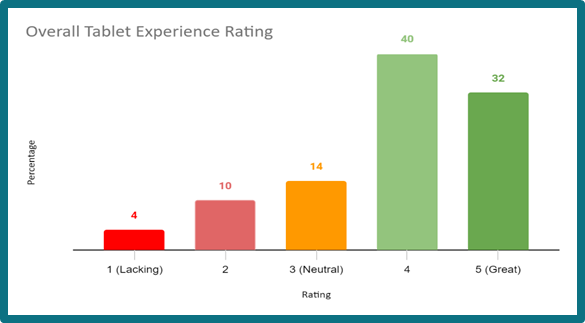 Overall Tablet Experience Rating
40
32
14
10
4
Percentage
1 (Lacking)
2
3 (Neutral)
4
5 (Great)
Rating